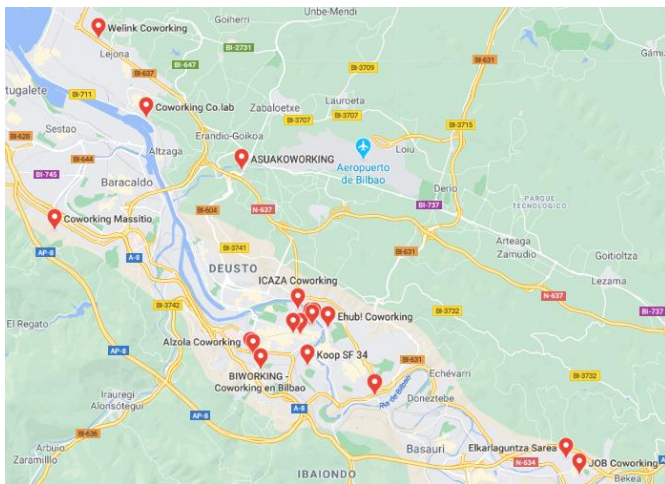 Goiherri
Unbe-Mendi
Welink Coworking
BI-2731
BI-631
Lejona
BI-647
BI-637
BI-3709
BI-711
Coworking Co.lab
Zabaloetxe
Lauroeta
BI-3707
BI-3707
BI-3715
BI-628
Sestao
Erandio-Goikoa
Loiu
BI-644
Altzaga
ASUAKOWORKING
Aeropuerto
de Bilbao
BI-745
Baracaldo
Derio
PARQUE
TECNOLÓGICO
BI-737
N-637
BI-604
Coworking Massitio
Arteaga
Zamudio
AP-8
A-8
BI-3741
BI-631
Goitioltza
DEUSTO
Lezama
ICAZA Coworking
N-637
BI-3742
BI-3732
BI-737
El Regato
Ehub! Coworking
Alzola Coworking
AP-8
Koop SF 34
BI-631
Echévarri
BI-3732
BIWORKING -
Coworking en Bilbao
Ría de Bilbao
Irauregi
Alonsótegui
A-8
Doneztebe
AP-8
BI-636
Arbuio
Zaramillo
Basauri
Elkarlaguntza Sarea
N-634
JOB Coworking
IBAIONDO
Bekea